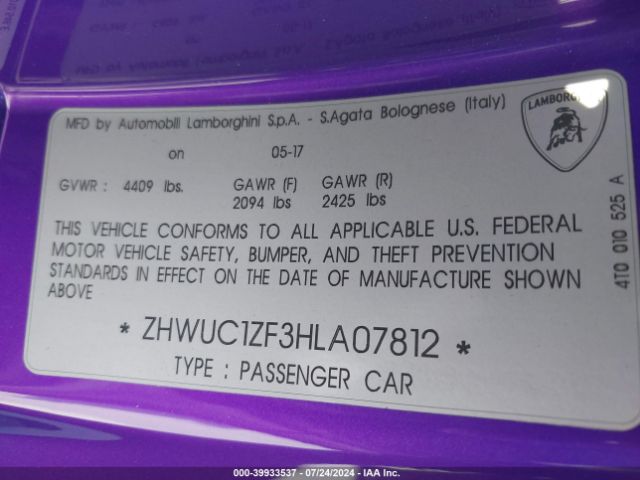 MFD by Automobili Lamborghini S.p.A. - S.Agata Bolognese (Italy)
LAMBORGHINI
on 05-17
GVWR : 4409 lbs. GAWR (F) GAWR (R)
2094 lbs 2425 lbs
THIS VEHICLE CONFORMS TO ALL APPLICABLE U.S. FEDERAL
MOTOR VEHICLE SAFETY, BUMPER, AND THEFT PREVENTION
STANDARDS IN EFFECT ON THE DATE OF MANUFACTURE SHOWN
ABOVE
* ZHWUC1ZF3HLA07812 *
TYPE : PASSENGER CAR
4T0 010 525 A
000-39933537 - 07/24/2024 - IAA Inc.